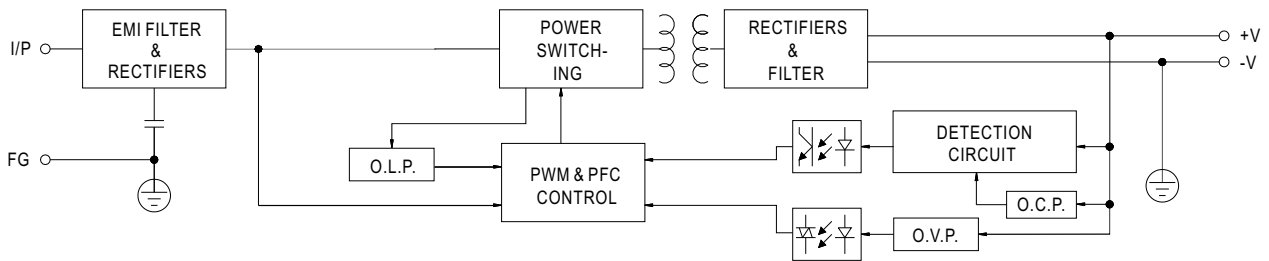 I/P
EMI FILTER
&
RECTIFIERS
POWER
SWITCH-
ING
RECTIFIERS
&
FILTER
+V
-V
FG
O.L.P.
PWM & PFC
CONTROL
DETECTION
CIRCUIT
O.C.P.
O.V.P.